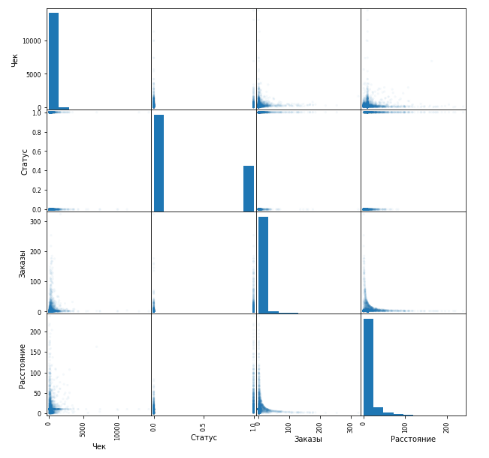 Чек
10000
5000
0
Статус
1.0
0.8
0.6
0.4
0.2
0.0
Заказы
300
200
100
0
Расстояние
200
150
100
50
0
0 5000 10000
Чек
0.0 0.5 1.0
Статус
0 100 200 300
Заказы
0 100 200
Расстояние